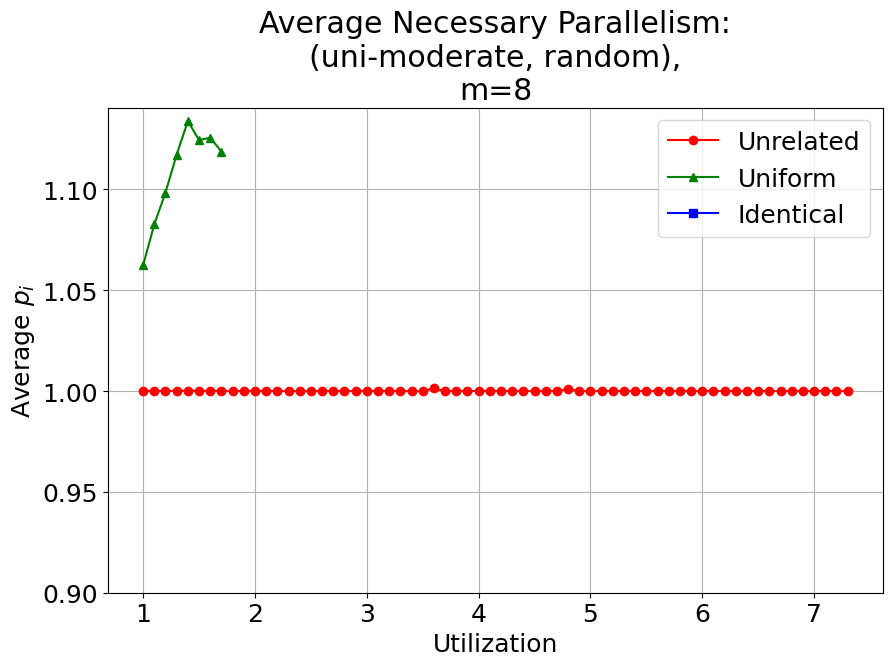 Average Necessary Parallelism:
(uni-moderate, random),
m=8
Unrelated
Uniform
Identical
Average $p_i$
1.10
1.05
1.00
0.95
0.90
1 2 3 4 5 6 7
Utilization